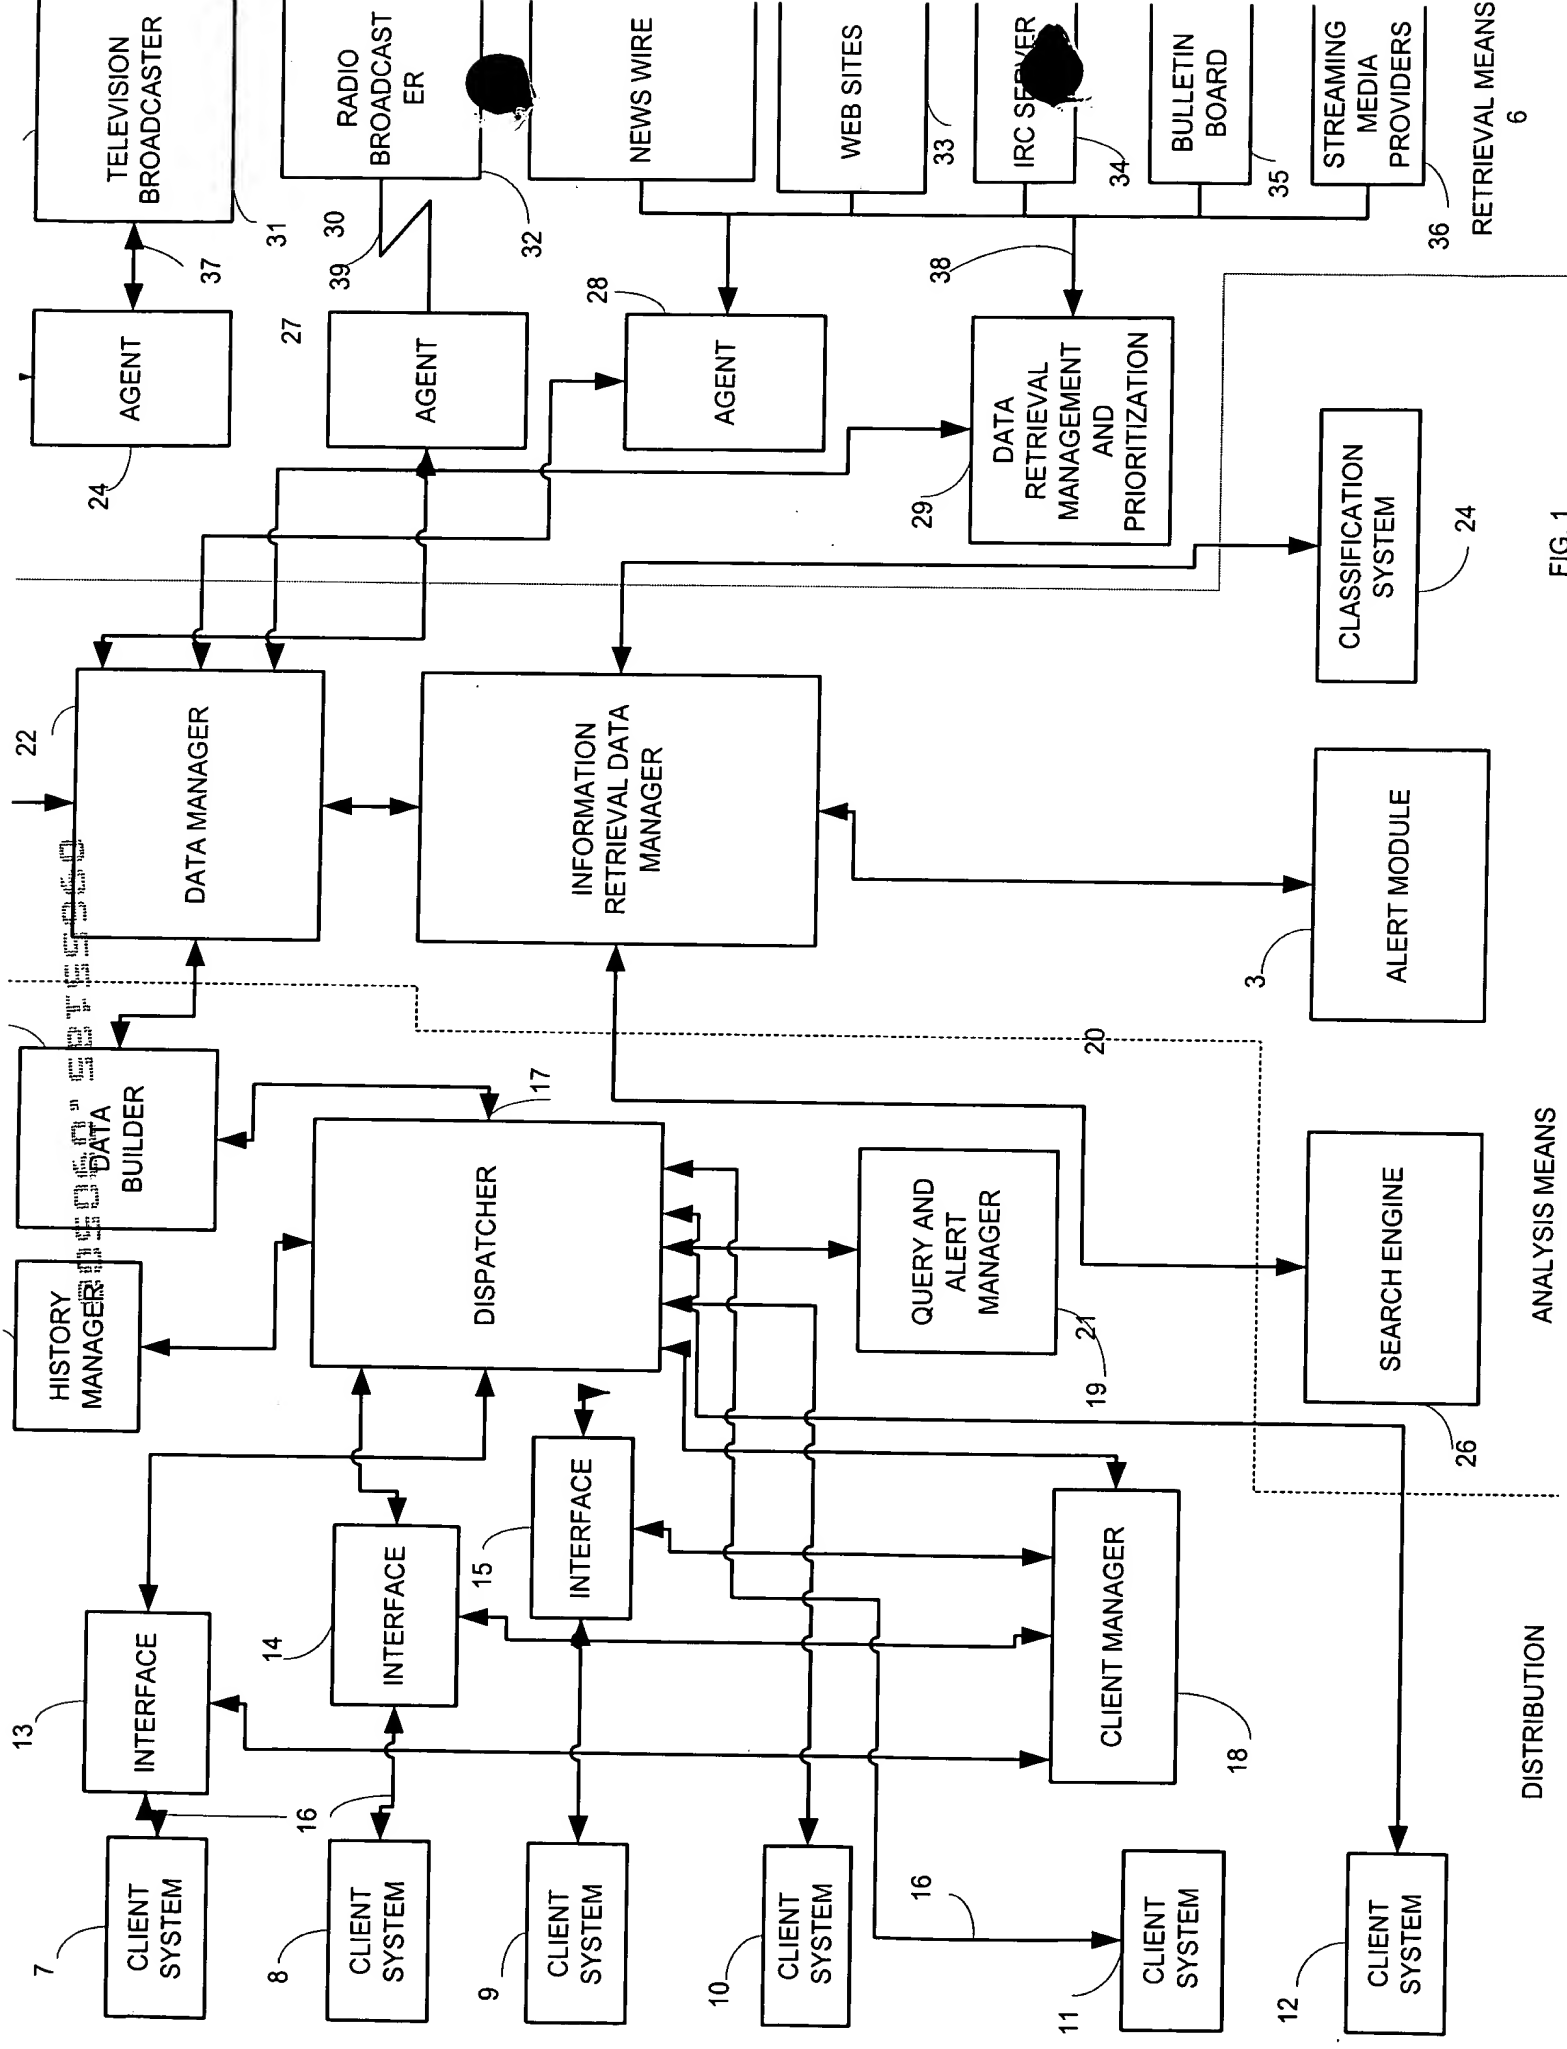 TELEVISION
BROADCASTER
31
37
AGENT
24
RADIO
BROADCAST
ER
30
39
32
27
AGENT
NEWS WIRE
28
AGENT
WEB SITES
33
38
IRC SERVER
34
BULLETIN
BOARD
35
STREAMING
MEDIA
PROVIDERS
36
RETRIEVAL MEANS
6
DATA
RETRIEVAL
MANAGEMENT
AND
PRIORITIZATION
29
CLASSIFICATION
SYSTEM
24
FIG. 1
22
DATA MANAGER
INFORMATION
RETRIEVAL DATA
MANAGER
ALERT MODULE
3
DATA
BUILDER
HISTORY
MANAGER
DISPATCHER
17
20
QUERY AND
ALERT
MANAGER
21
19
SEARCH ENGINE
26
ANALYSIS MEANS
INTERFACE
13
INTERFACE
14
INTERFACE
15
CLIENT MANAGER
18
DISTRIBUTION
16
16
CLIENT
SYSTEM
7
CLIENT
SYSTEM
8
CLIENT
SYSTEM
9
CLIENT
SYSTEM
10
CLIENT
SYSTEM
11
CLIENT
SYSTEM
12